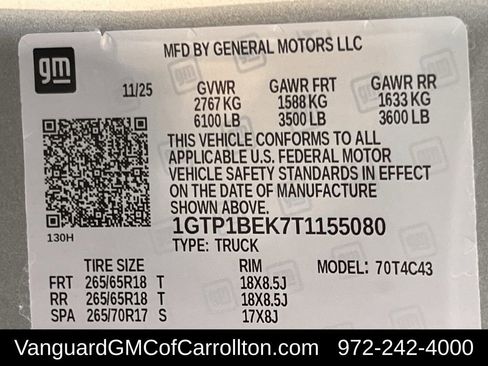 gm
MFD BY GENERAL MOTORS LLC
11/25 GVWR GAWR FRT GAWR RR
2767 KG 1588 KG 1633 KG
6100 LB 3500 LB 3600 LB
THIS VEHICLE CONFORMS TO ALL
APPLICABLE U.S. FEDERAL MOTOR
VEHICLE SAFETY STANDARDS IN EFFECT
ON THE DATE OF MANUFACTURE
SHOWN ABOVE.
1GTP1BEK7T1155080
130H
TYPE: TRUCK
TIRE SIZE RIM MODEL: 70T4C43
FRT 265/65R18 T 18X8.5J
RR 265/65R18 T 18X8.5J
SPA 265/70R17 S 17X8J
VanguardGMCofCarrollton.com 972-242-4000